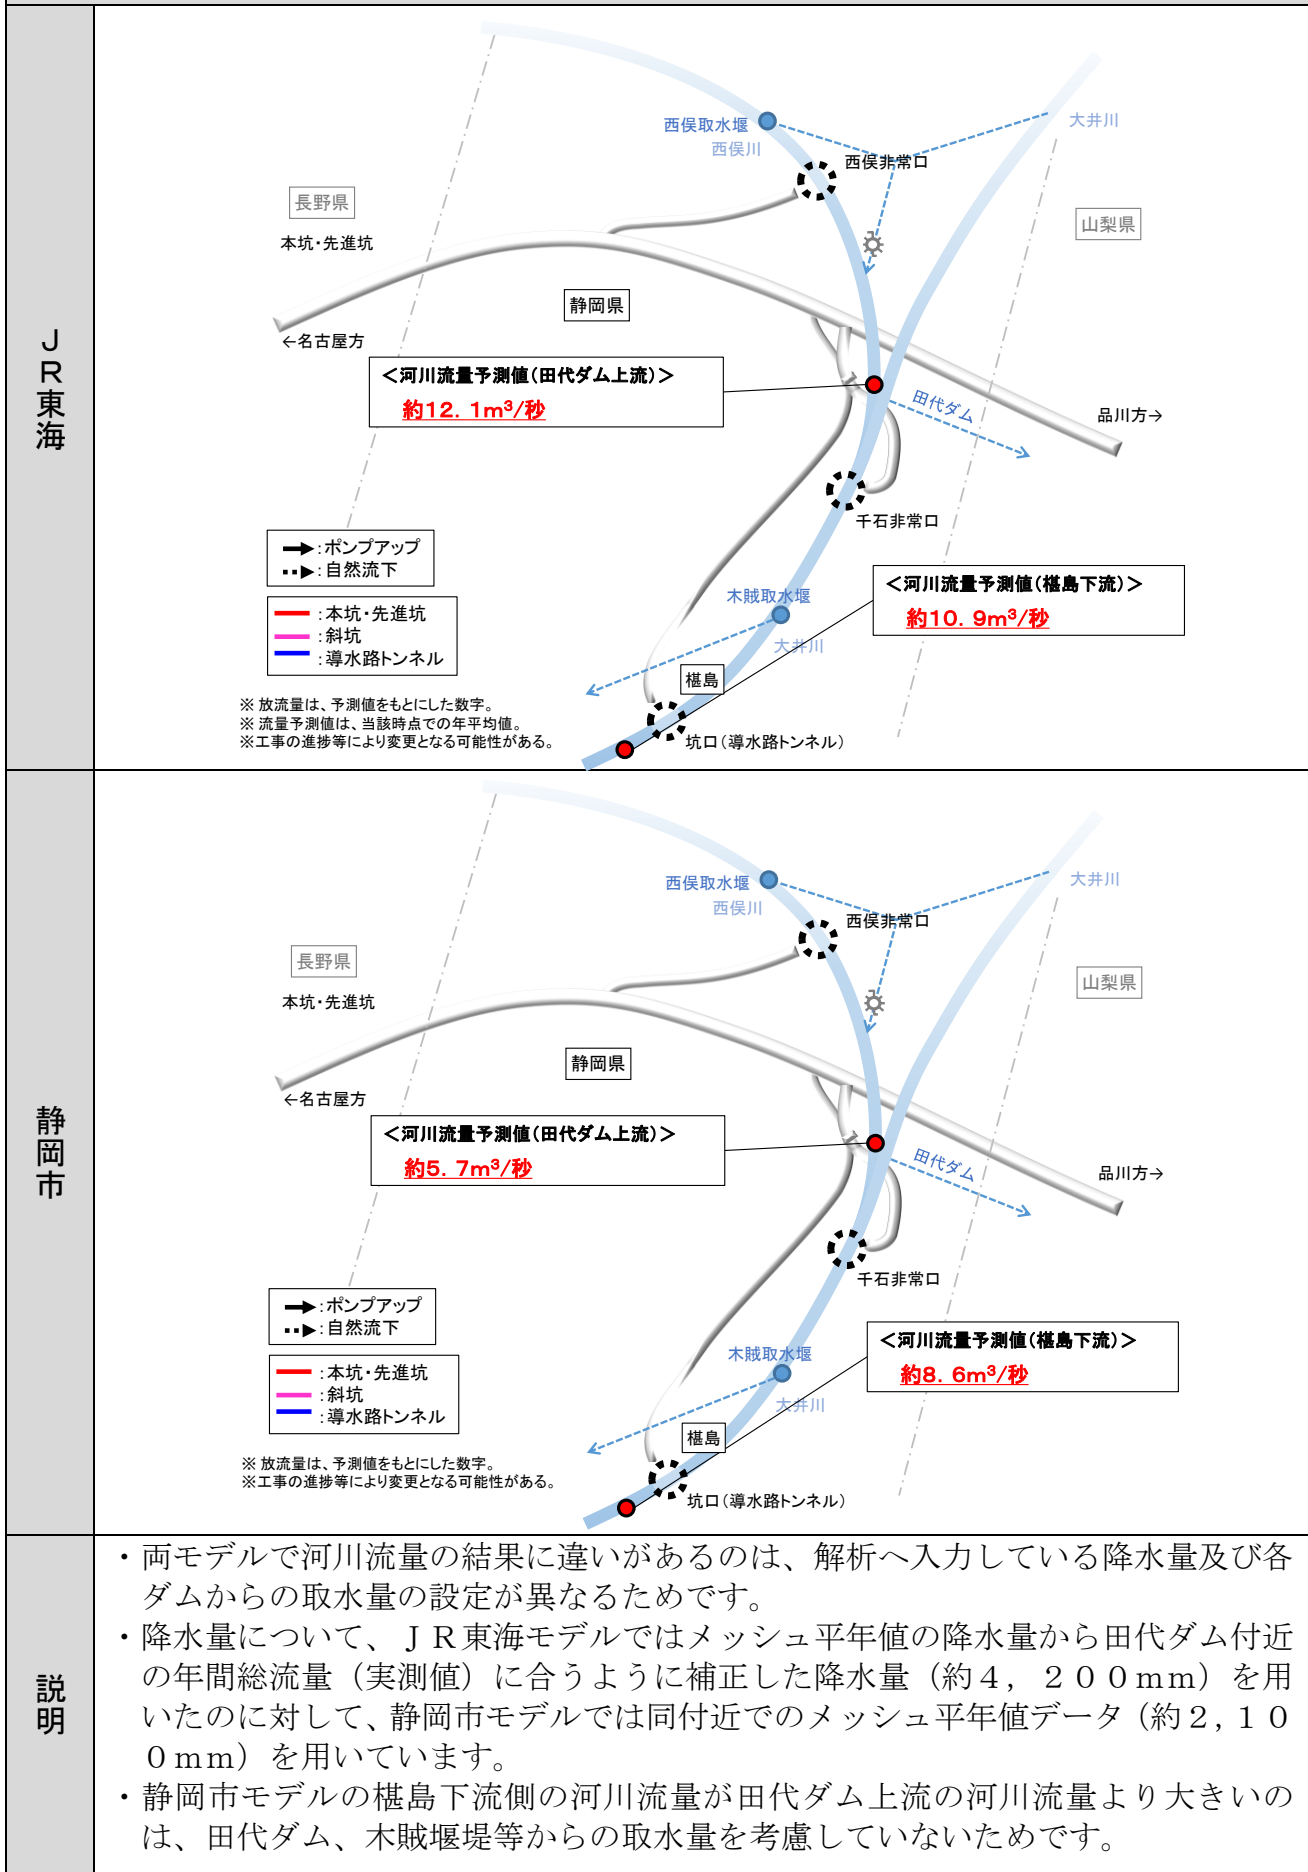 JR東海
西俣取水堰
西俣川
大井川
西俣非常口
長野県
山梨県
本坑・先進坑
静岡県
←名古屋方
＜河川流量予測値(田代ダム上流)＞
約12．1m³/秒
田代ダム
品川方→
千石非常口
➡：ポンプアップ
▪▪▶：自然流下
＜河川流量予測値(椹島下流)＞
約10．9m³/秒
木賊取水堰
：本坑・先進坑
：斜坑
：導水路トンネル
大井川
椹島
※ 放流量は、予測値をもとにした数字。
※ 流量予測値は、当該時点での年平均値。
※工事の進捗等により変更となる可能性がある。
坑口（導水路トンネル）
静岡市
西俣取水堰
西俣川
大井川
西俣非常口
長野県
山梨県
本坑・先進坑
静岡県
←名古屋方
＜河川流量予測値(田代ダム上流)＞
約5．7m³/秒
田代ダム
品川方→
千石非常口
➡：ポンプアップ
▪▪▶：自然流下
＜河川流量予測値(椹島下流)＞
約8．6m³/秒
木賊取水堰
：本坑・先進坑
：斜坑
：導水路トンネル
大井川
椹島
※ 放流量は、予測値をもとにした数字。
※工事の進捗等により変更となる可能性がある。
坑口（導水路トンネル）
説明
・両モデルで河川流量の結果に違いがあるのは、解析へ入力している降水量及び各
ダムからの取水量の設定が異なるためです。
・降水量について、ＪＲ東海モデルではメッシュ平年値の降水量から田代ダム付近
の年間総流量（実測値）に合うように補正した降水量（約４，２００mm）を用
いたのに対して、静岡市モデルでは同付近でのメッシュ平年値データ（約２，１０
０mm）を用いています。
・静岡市モデルの椹島下流側の河川流量が田代ダム上流の河川流量より大きいの
は、田代ダム、木賊堰堤等からの取水量を考慮していないためです。